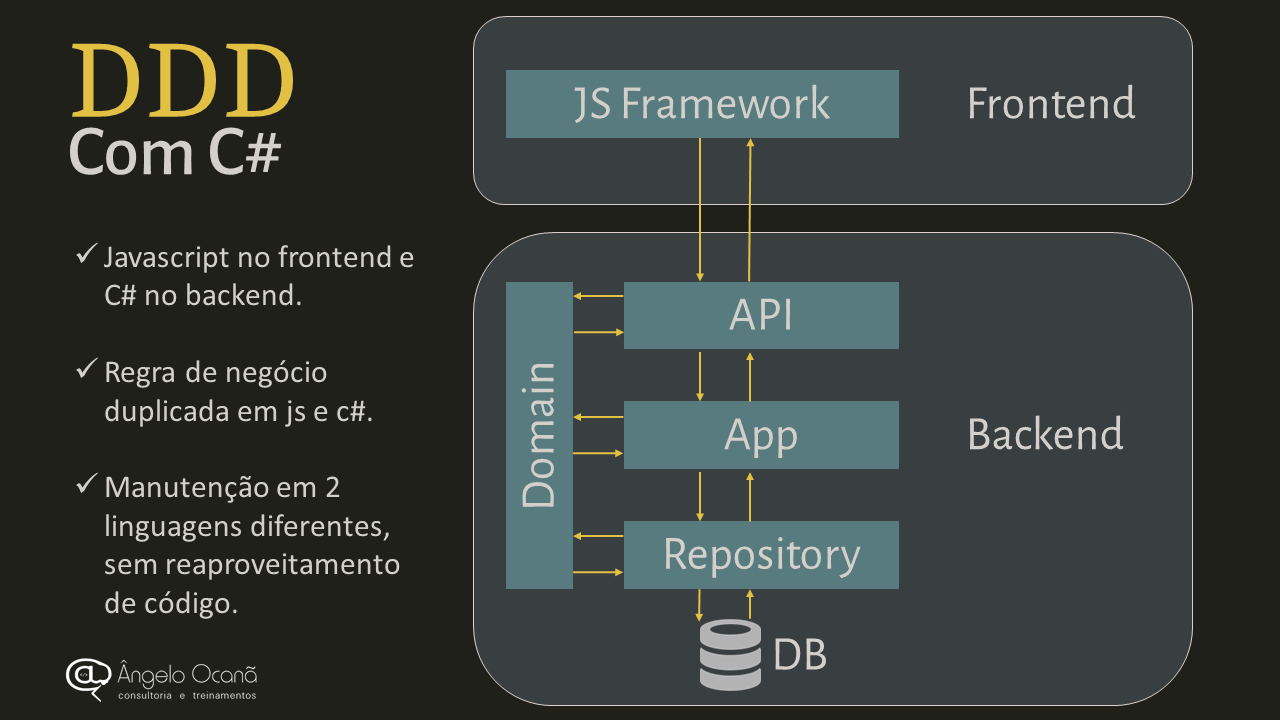 DDD
Com C#
✓ Javascript no frontend e
C# no backend.
✓ Regra de negócio
duplicada em js e c#.
✓ Manutenção em 2
linguagens diferentes,
sem reaproveitamento
de código.
Ângelo Ocanã
consultoria e treinamentos
JS Framework
Frontend
API
Domain
App
Backend
Repository
DB